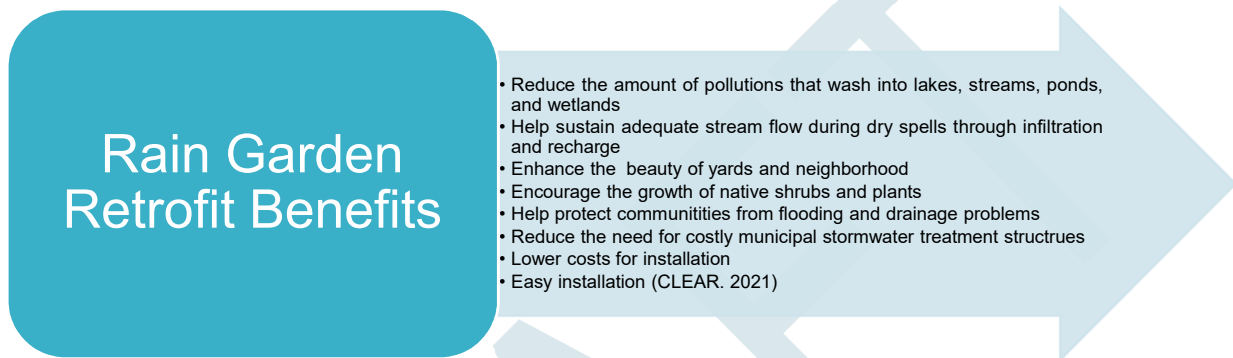 Rain Garden
Retrofit Benefits
• Reduce the amount of pollutions that wash into lakes, streams, ponds,
and wetlands
• Help sustain adequate stream flow during dry spells through infiltration
and recharge
• Enhance the  beauty of yards and neighborhood
• Encourage the growth of native shrubs and plants
• Help protect communitities from flooding and drainage problems
• Reduce the need for costly municipal stormwater treatment structrues
• Lower costs for installation
• Easy installation (CLEAR. 2021)